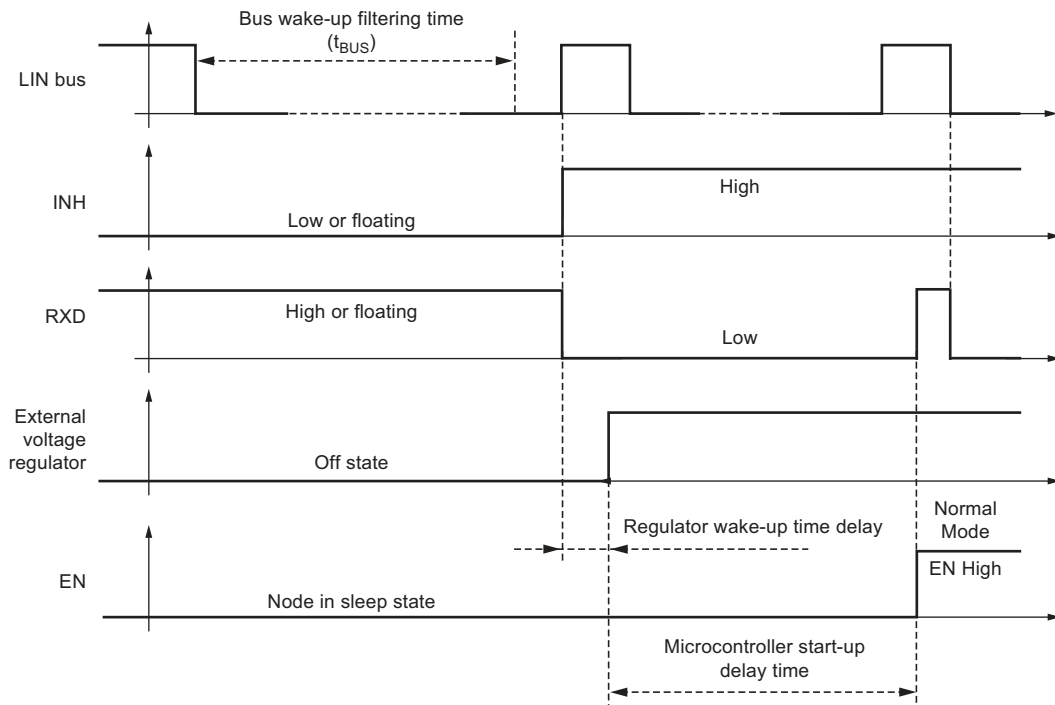 Bus wake-up filtering time
(tBUS)
LIN bus
INH
High
Low or floating
RXD
High or floating
Low
External
voltage
regulator
Off state
Regulator wake-up time delay
Normal
Mode
EN
EN High
Node in sleep state
Microcontroller start-up
delay time